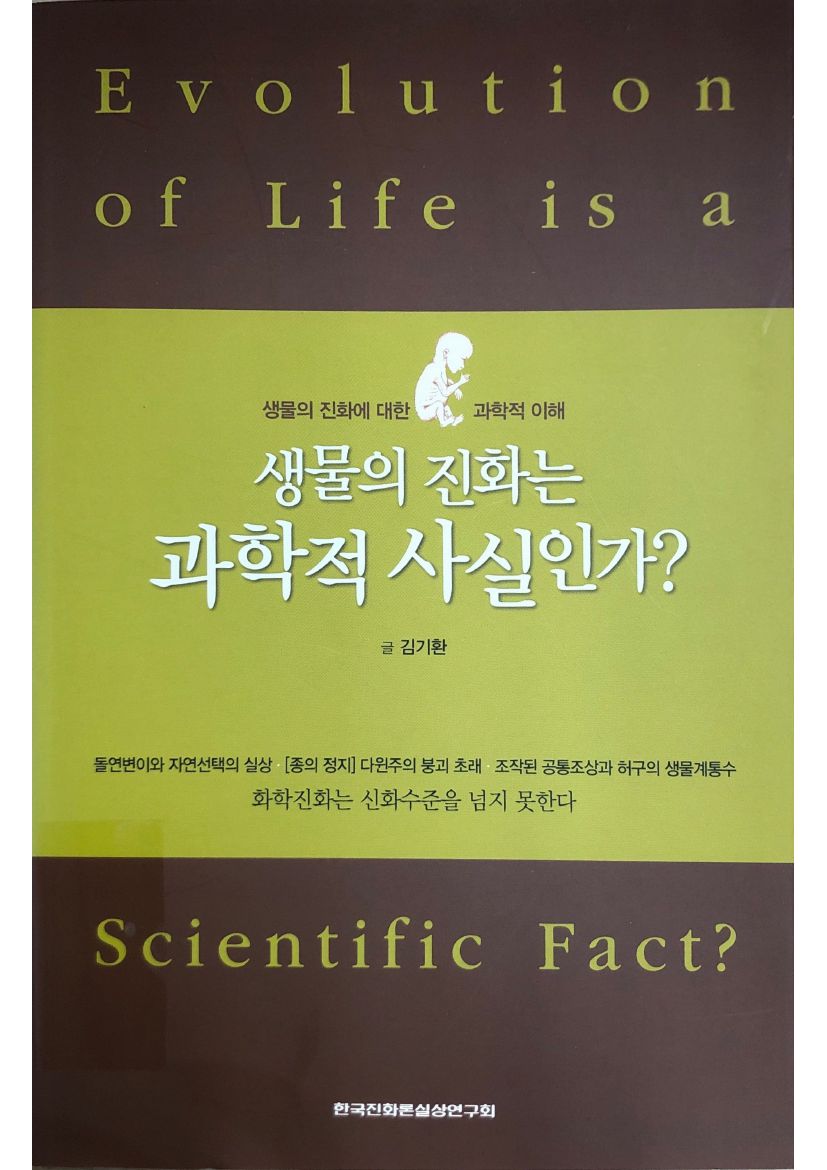 Evolution
of Life is a
생물의 진화에 대한 과학적 이해
생물의 진화는
과학적 사실인가?
글 김기환
돌연변이와 자연선택의 실상 · [종의 정지] 다윈주의 붕괴 초래 · 조작된 공통조상과 허구의 생물계통수
화학진화는 신화수준을 넘지 못한다
Scientific Fact?
한국진화론실상연구회